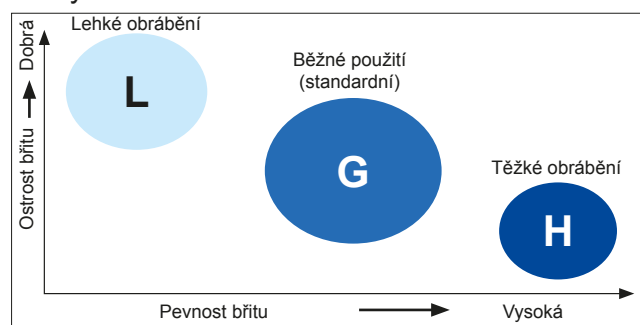 Lehké obrábění
L
Běžné použití
(standardní)
G
Těžké obrábění
H
Ostrost břitu
Dobrá
Pevnost břitu
Vysoká